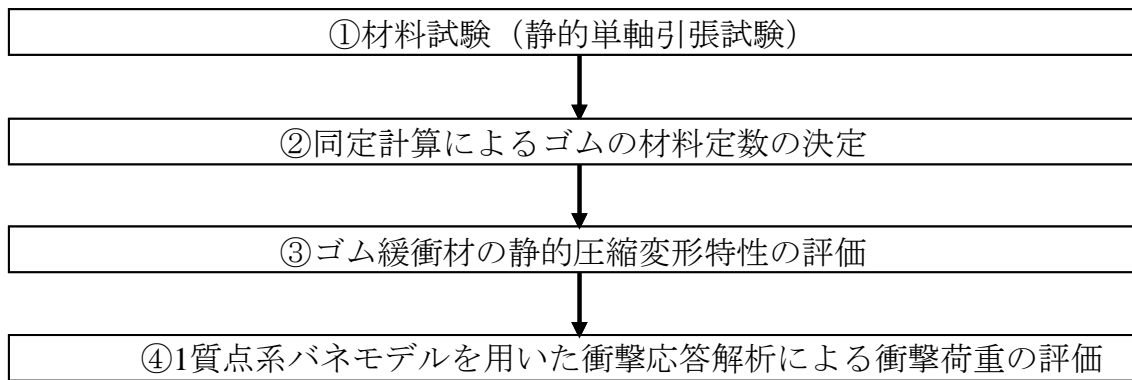 ①材料試験（静的単軸引張試験）
②同定計算によるゴムの材料定数の決定
③ゴム緩衝材の静的圧縮変形特性の評価
④1質点系バネモデルを用いた衝撃応答解析による衝撃荷重の評価